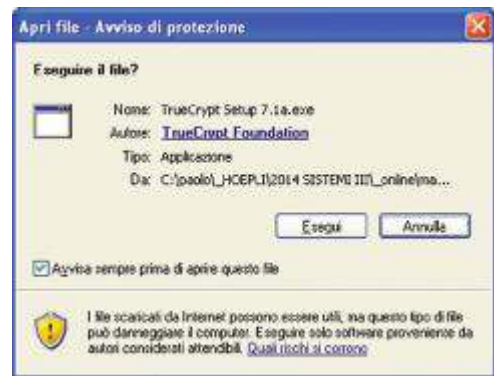 Apri file - Avviso di protezione
Eseguire il file?
Nome: TrueCrypt Setup 7.1a.exe
Autore: TrueCrypt Foundation
Tipo: Applicazione
Da: C:\paolo\_HOEPLI\2014 SISTEMI III\_online\ma...
Esegui Annulla
Avvisa sempre prima di aprire questo file
I file scaricati da Internet possono essere utili, ma questo tipo di file
può danneggiare il computer. Eseguire solo software proveniente da
autori considerati attendibili. Quali rischi si corrono